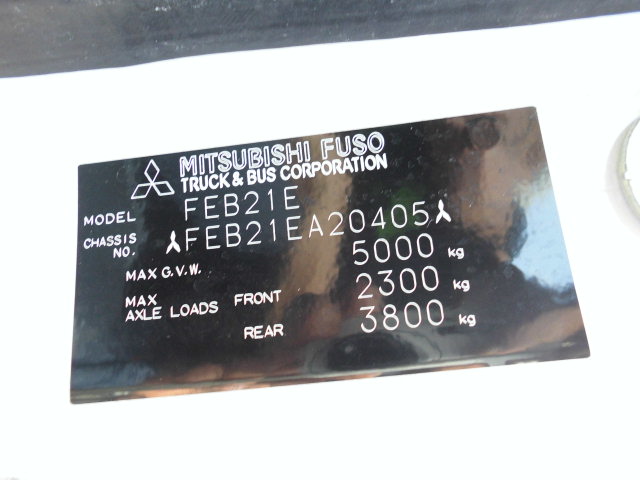 MITSUBISHI FUSO
TRUCK & BUS CORPORATION
MODEL FEB21E
CHASSIS NO. FEB21EA20405
MAX G.V.W. 5000 kg
MAX AXLE LOADS FRONT 2300 kg
REAR 3800 kg